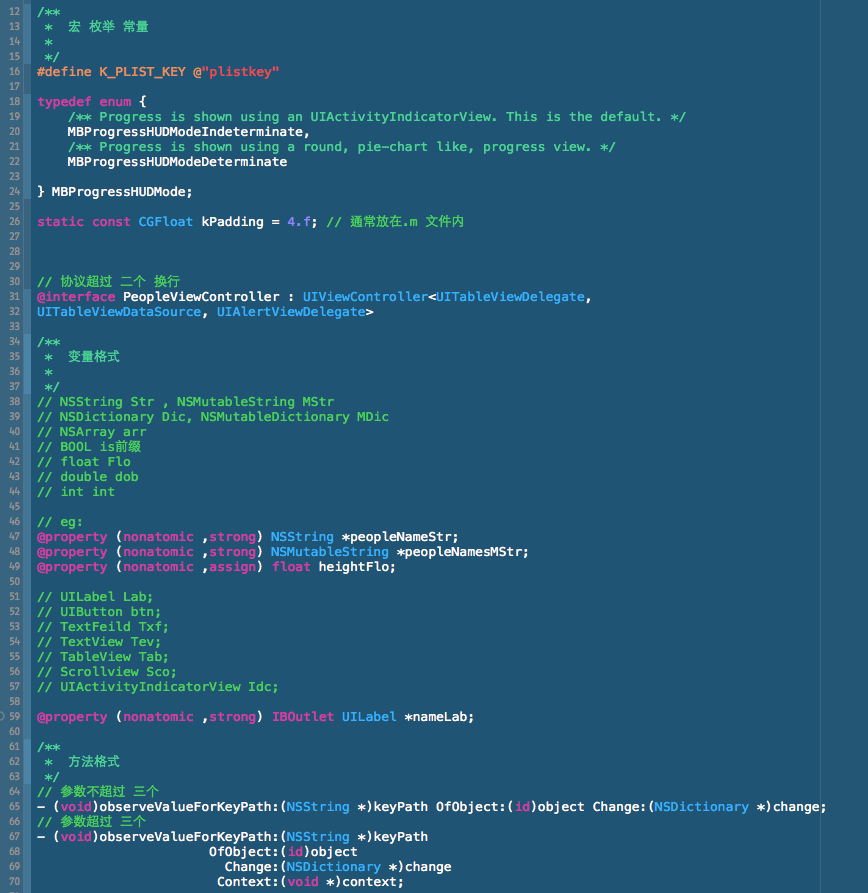 12 /**
13  *  宏 枚举 常量
14  *
15  */
16 #define K_PLIST_KEY @"plistkey"
17
18 typedef enum {
19     /** Progress is shown using an UIActivityIndicatorView. This is the default. */
20     MBProgressHUDModeIndeterminate,
21     /** Progress is shown using a round, pie-chart like, progress view. */
22     MBProgressHUDModeDeterminate
23
24 } MBProgressHUDMode;
25
26 static const CGFloat kPadding = 4.f; // 通常放在.m 文件内
27
28
29
30 // 协议超过 二个 换行
31 @interface PeopleViewController : UIViewController<UITableViewDelegate,
32 UITableViewDataSource, UIAlertViewDelegate>
33
34 /**
35  *  变量格式
36  *
37  */
38 // NSString Str , NSMutableString MStr
39 // NSDictionary Dic, NSMutableDictionary MDic
40 // NSArray arr
41 // BOOL is前缀
42 // float Flo
43 // double dob
44 // int int
45
46 // eg:
47 @property (nonatomic ,strong) NSString *peopleNameStr;
48 @property (nonatomic ,strong) NSMutableString *peopleNamesMStr;
49 @property (nonatomic ,assign) float heightFlo;
50
51 // UILabel Lab;
52 // UIButton btn;
53 // TextFeild Txf;
54 // TextView Tev;
55 // TableView Tab;
56 // Scrollview Sco;
57 // UIActivityIndicatorView Idc;
58
59 @property (nonatomic ,strong) IBOutlet UILabel *nameLab;
60
61 /**
62  *  方法格式
63  */
64 // 参数不超过 三个
65 - (void)observeValueForKeyPath:(NSString *)keyPath OfObject:(id)object Change:(NSDictionary *)change;
66 // 参数超过 三个
67 - (void)observeValueForKeyPath:(NSString *)keyPath
68                       OfObject:(id)object
69                         Change:(NSDictionary *)change
70                        Context:(void *)context;